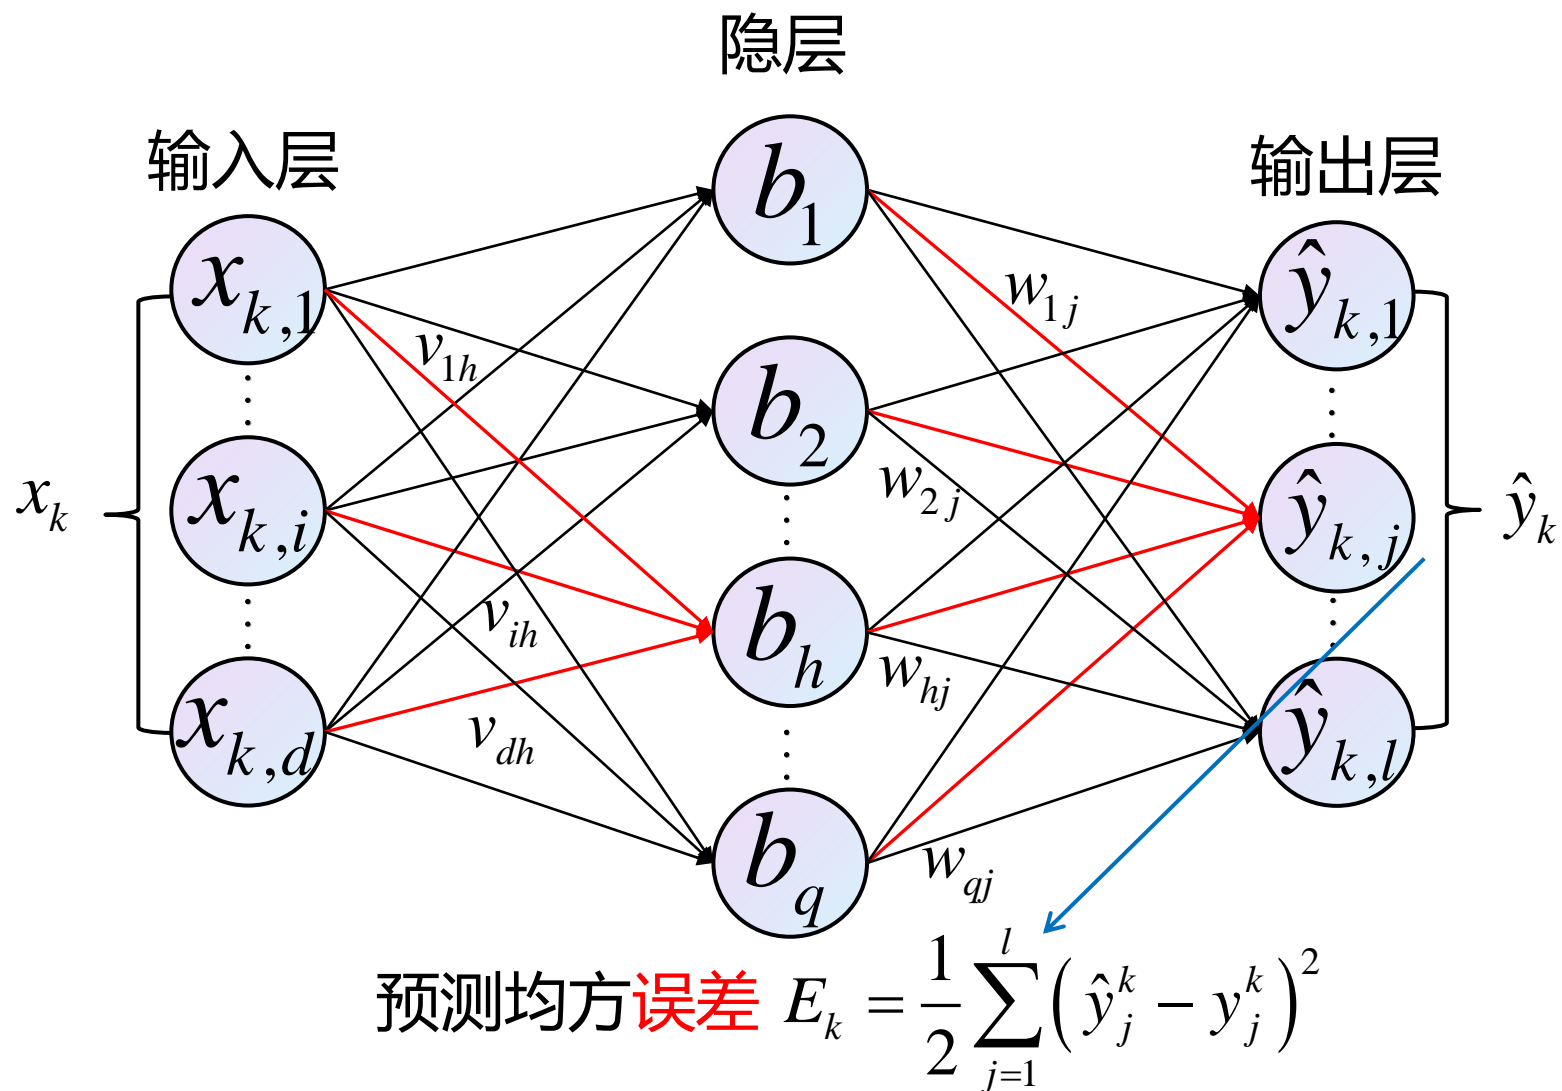 隐层
输入层
输出层
b_1
x_{k,1}
ŷ_{k,1}
w_{1j}
v_{1h}
b_2
x_k
x_{k,i}
w_{2j}
ŷ_{k,j}
ŷ_k
v_{ih}
b_h
w_{hj}
x_{k,d}
v_{dh}
ŷ_{k,l}
b_q
w_{qj}
预测均方误差 E_k = \frac{1}{2} \sum_{j=1}^{l} ( ŷ_j^k − y_j^k )^2